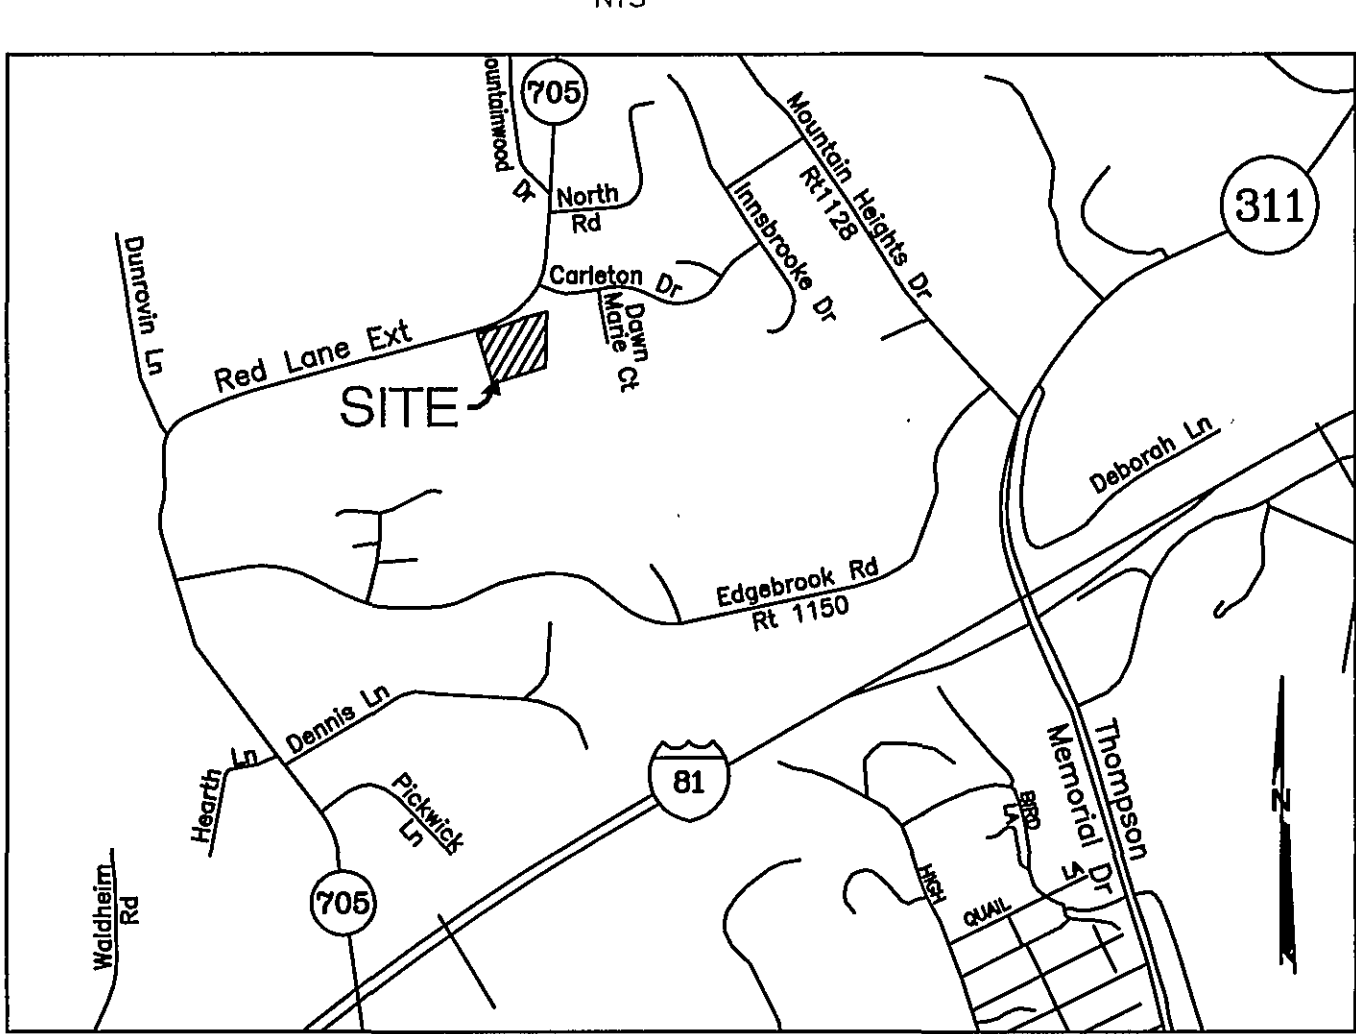 NTS
ountainwood Dr
705
North
Rd
Mountain Heights Dr
Rt1128
Innsbrooke Dr
311
Dunrovin Ln
Carleton Dr
Dawn
Marie Ct
Red Lane Ext
SITE
Deborah Ln
Edgebrook Rd
Rt 1150
Dennis Ln
Hearth Ln
Pickwick
Ln
81
Thompson
Memorial Dr
BIRD
LA
N
HIGH
QUAIL LA
Waldheim
Rd
705